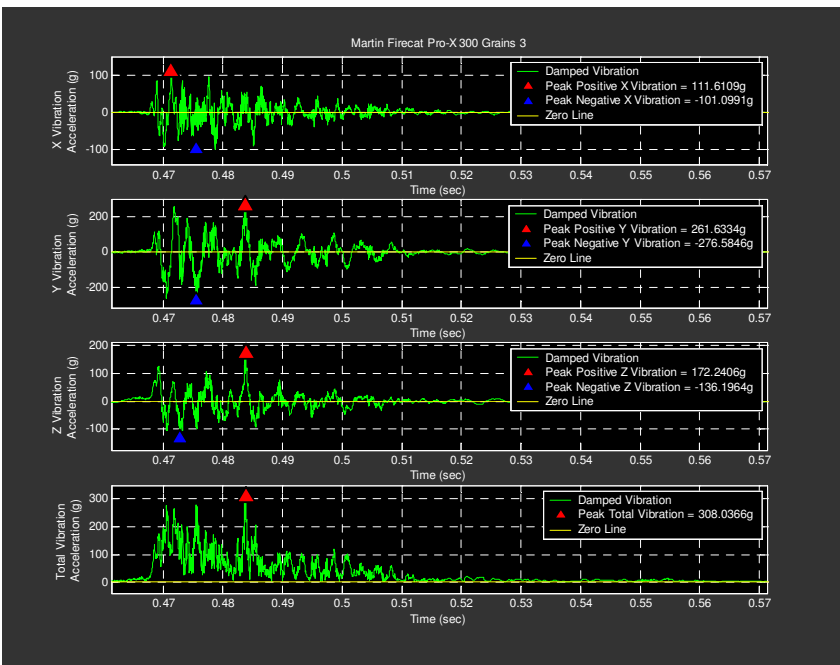 Martin Firecat Pro-X 300 Grains 3
X Vibration
Acceleration (g)
100
0
-100
Damped Vibration
Peak Positive X Vibration = 111.6109g
Peak Negative X Vibration = -101.0991g
Zero Line
0.47 0.48 0.49 0.5 0.51 0.52 0.53 0.54 0.55 0.56 0.57
Time (sec)
Y Vibration
Acceleration (g)
200
0
-200
Damped Vibration
Peak Positive Y Vibration = 261.6334g
Peak Negative Y Vibration = -276.5846g
Zero Line
0.47 0.48 0.49 0.5 0.51 0.52 0.53 0.54 0.55 0.56 0.57
Time (sec)
Z Vibration
Acceleration (g)
200
100
0
-100
Damped Vibration
Peak Positive Z Vibration = 172.2406g
Peak Negative Z Vibration = -136.1964g
Zero Line
0.47 0.48 0.49 0.5 0.51 0.52 0.53 0.54 0.55 0.56 0.57
Time (sec)
Total Vibration
Acceleration (g)
300
200
100
0
Damped Vibration
Peak Total Vibration = 308.0366g
Zero Line
0.47 0.48 0.49 0.5 0.51 0.52 0.53 0.54 0.55 0.56 0.57
Time (sec)